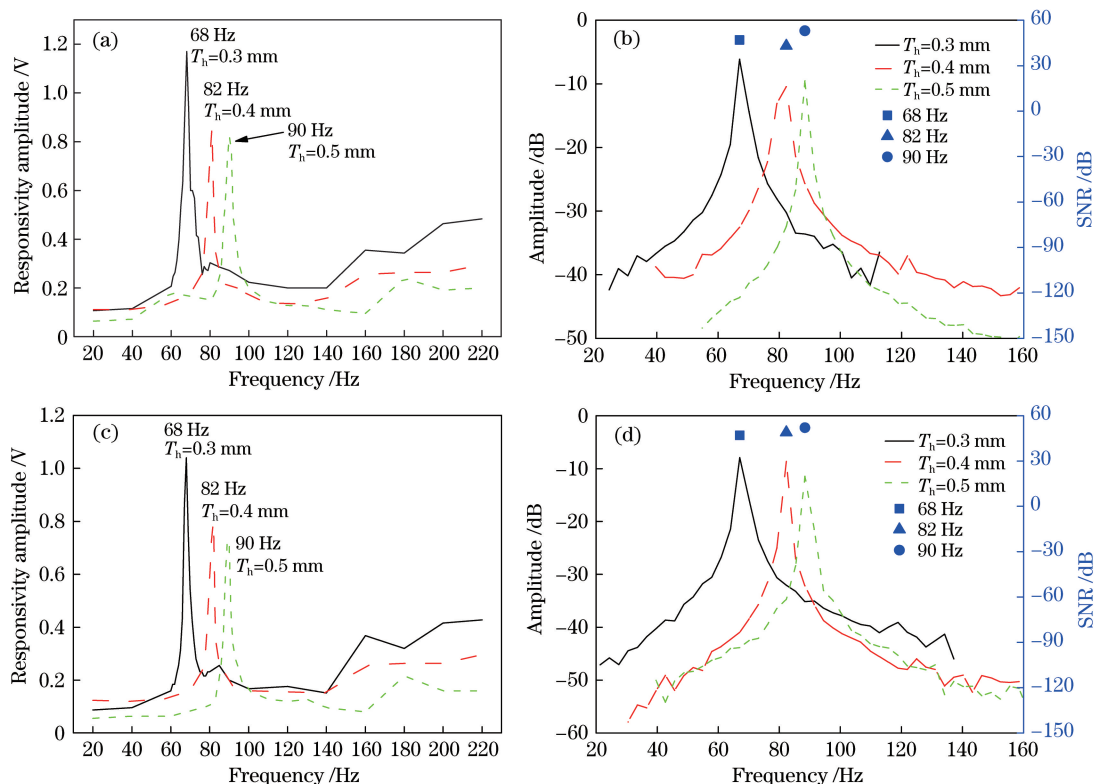 (a)
68 Hz
Th=0.3 mm
82 Hz
Th=0.4 mm
90 Hz
Th=0.5 mm
1.2
1.0
0.8
0.6
0.4
0.2
0
Responsivity amplitude /V
20 40 60 80 100 120 140 160 180 200 220
Frequency /Hz
(b)
Th=0.3 mm
Th=0.4 mm
Th=0.5 mm
68 Hz
82 Hz
90 Hz
0
−10
−20
−30
−40
−50
Amplitude /dB
60
30
0
−30
−60
−90
−120
−150
SNR /dB
20 40 60 80 100 120 140 160
Frequency /Hz
(c)
68 Hz
Th=0.3 mm
82 Hz
Th=0.4 mm
90 Hz
Th=0.5 mm
1.2
1.0
0.8
0.6
0.4
0.2
0
Responsivity amplitude /V
20 40 60 80 100 120 140 160 180 200 220
Frequency /Hz
(d)
Th=0.3 mm
Th=0.4 mm
Th=0.5 mm
68 Hz
82 Hz
90 Hz
0
−10
−20
−30
−40
−50
−60
Amplitude /dB
60
30
0
−30
−60
−90
−120
−150
SNR /dB
20 40 60 80 100 120 140 160
Frequency /Hz